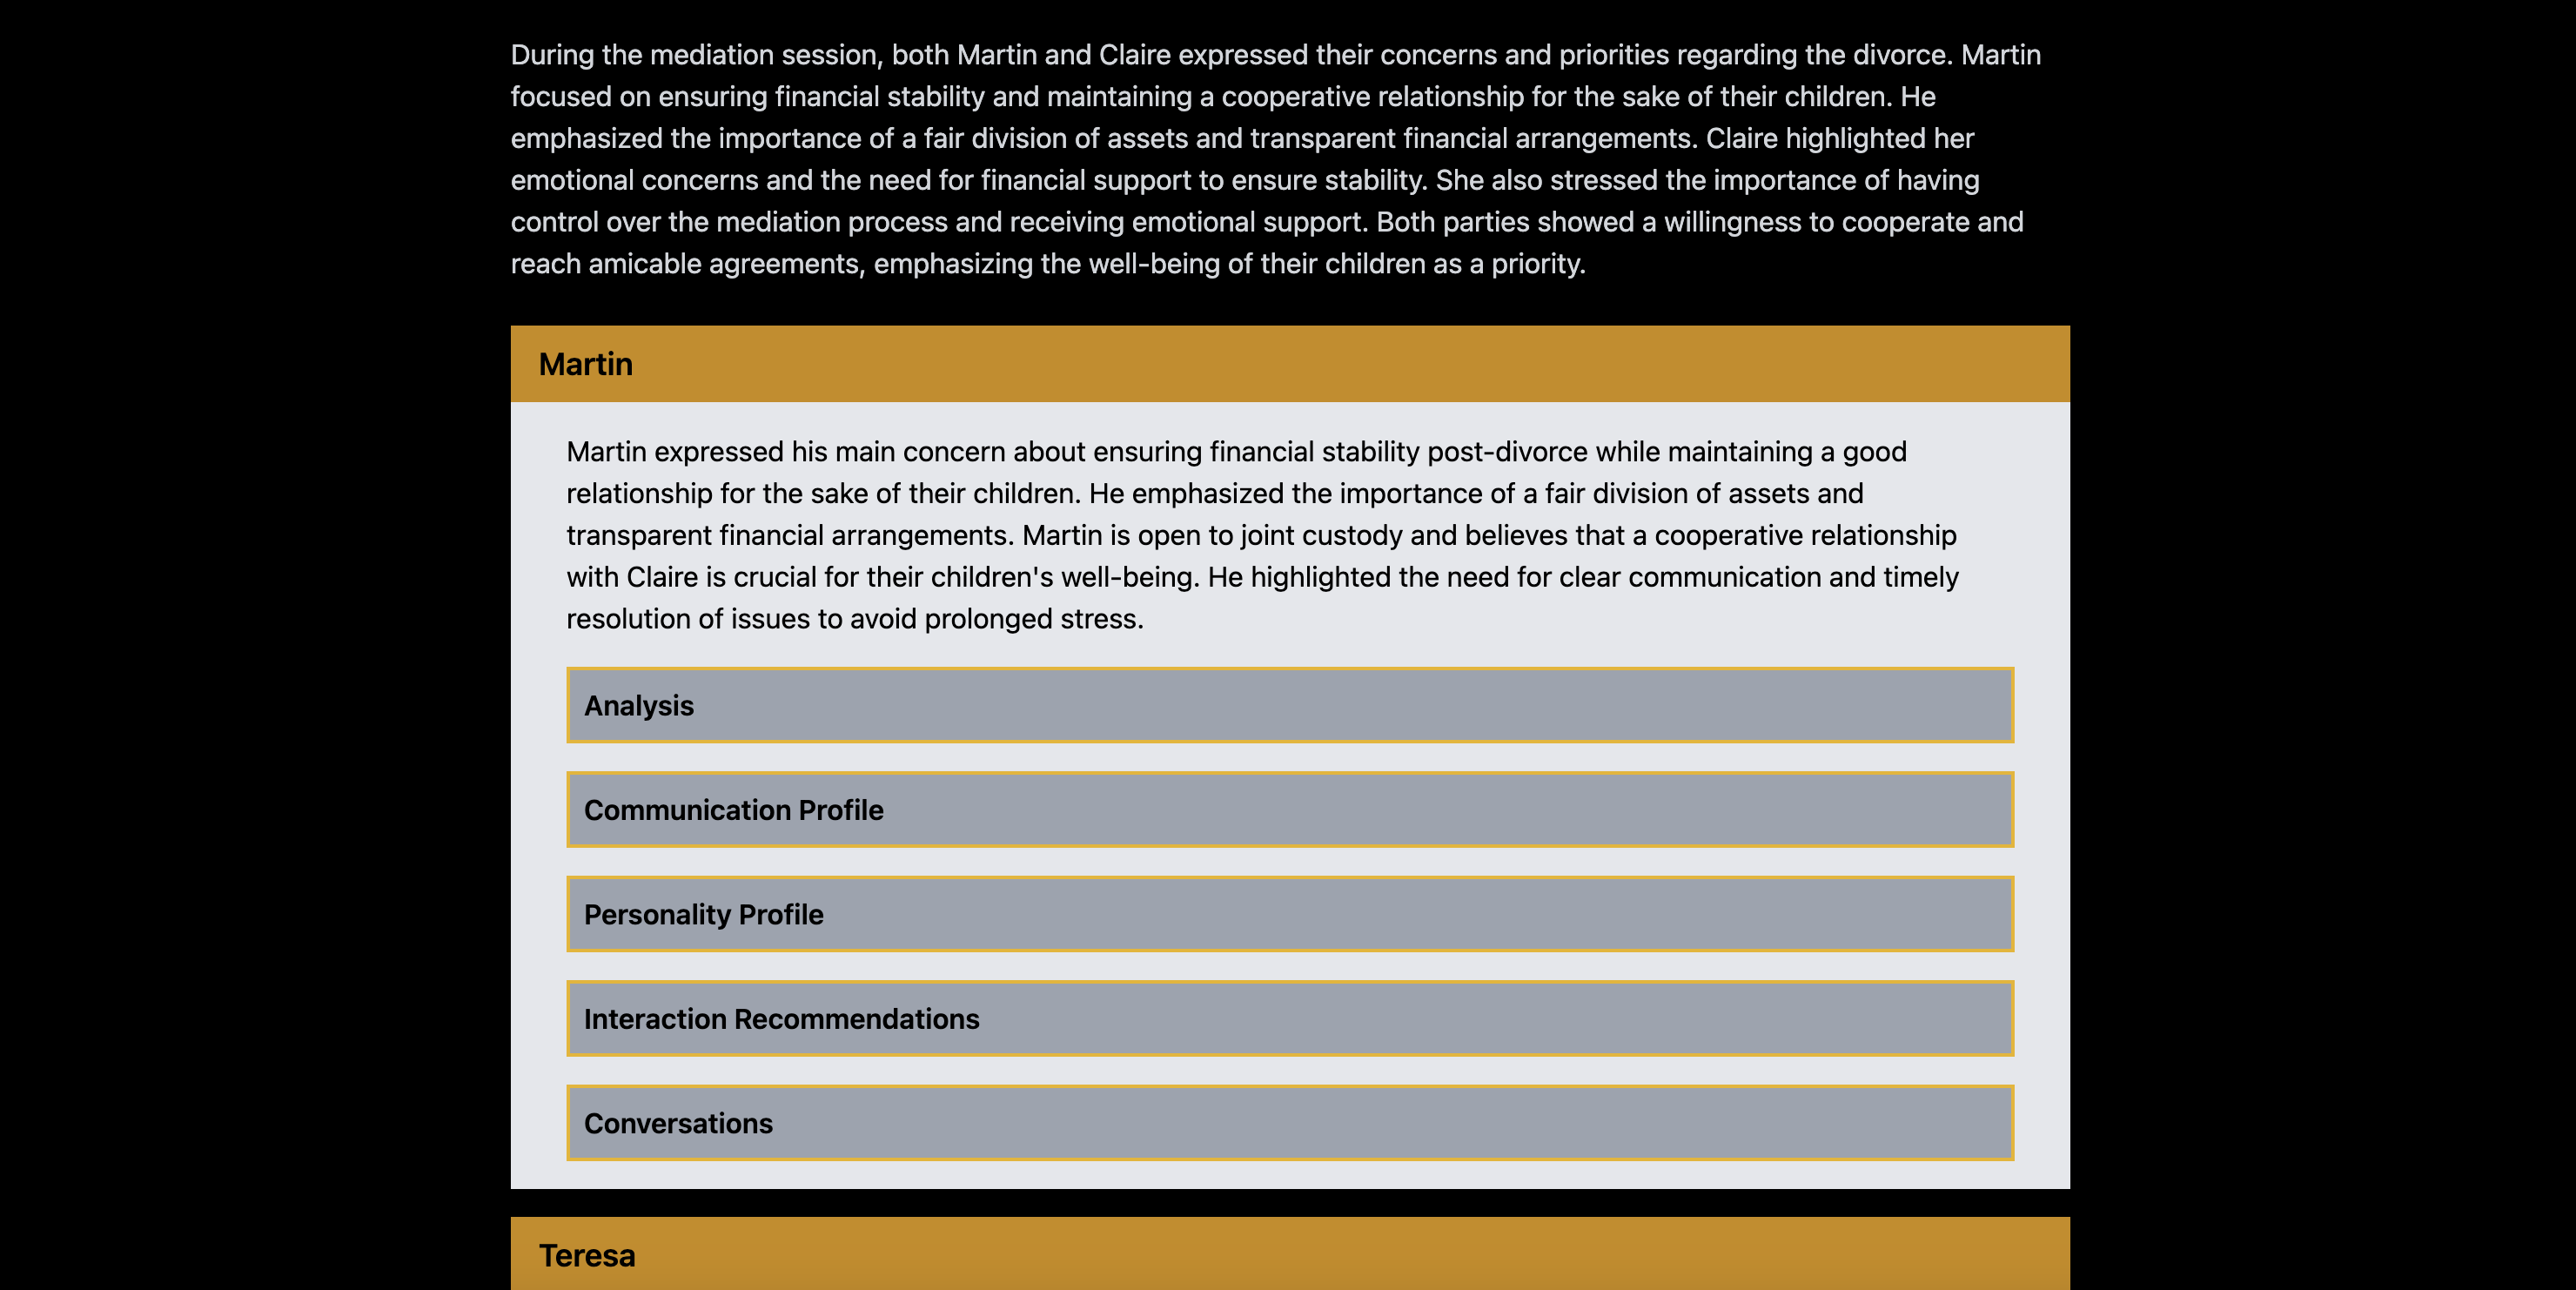 During the mediation session, both Martin and Claire expressed their concerns and priorities regarding the divorce. Martin
focused on ensuring financial stability and maintaining a cooperative relationship for the sake of their children. He
emphasized the importance of a fair division of assets and transparent financial arrangements. Claire highlighted her
emotional concerns and the need for financial support to ensure stability. She also stressed the importance of having
control over the mediation process and receiving emotional support. Both parties showed a willingness to cooperate and
reach amicable agreements, emphasizing the well-being of their children as a priority.
Martin
Martin expressed his main concern about ensuring financial stability post-divorce while maintaining a good
relationship for the sake of their children. He emphasized the importance of a fair division of assets and
transparent financial arrangements. Martin is open to joint custody and believes that a cooperative relationship
with Claire is crucial for their children's well-being. He highlighted the need for clear communication and timely
resolution of issues to avoid prolonged stress.
Analysis
Communication Profile
Personality Profile
Interaction Recommendations
Conversations
Teresa